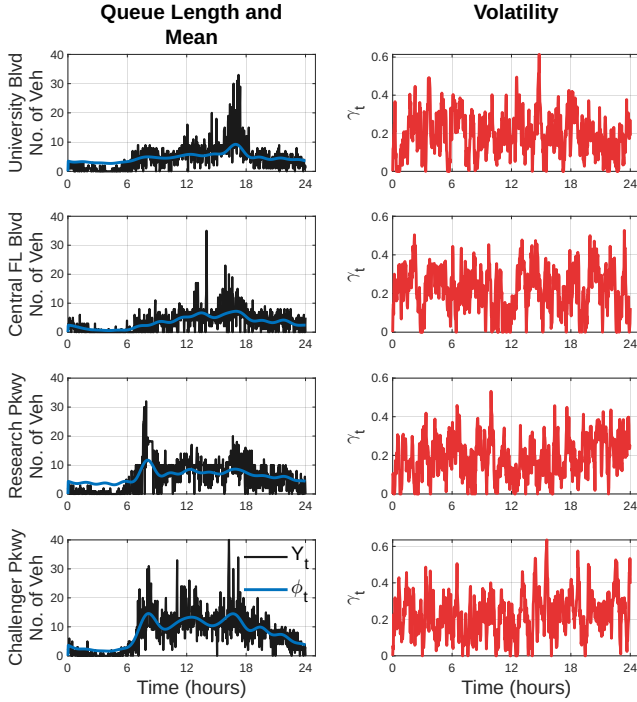 Queue Length and
Mean
Volatility
University Blvd
No. of Veh
40
30
20
10
0
0 6 12 18 24
γt
0.6
0.4
0.2
0
0 6 12 18 24
Central FL Blvd
No. of Veh
40
30
20
10
0
0 6 12 18 24
γt
0.6
0.4
0.2
0
0 6 12 18 24
Research Pkwy
No. of Veh
40
30
20
10
0
0 6 12 18 24
γt
0.6
0.4
0.2
0
0 6 12 18 24
Challenger Pkwy
No. of Veh
40
30
20
10
0
Yt
ϕt
0 6 12 18 24
Time (hours)
γt
0.6
0.4
0.2
0
0 6 12 18 24
Time (hours)